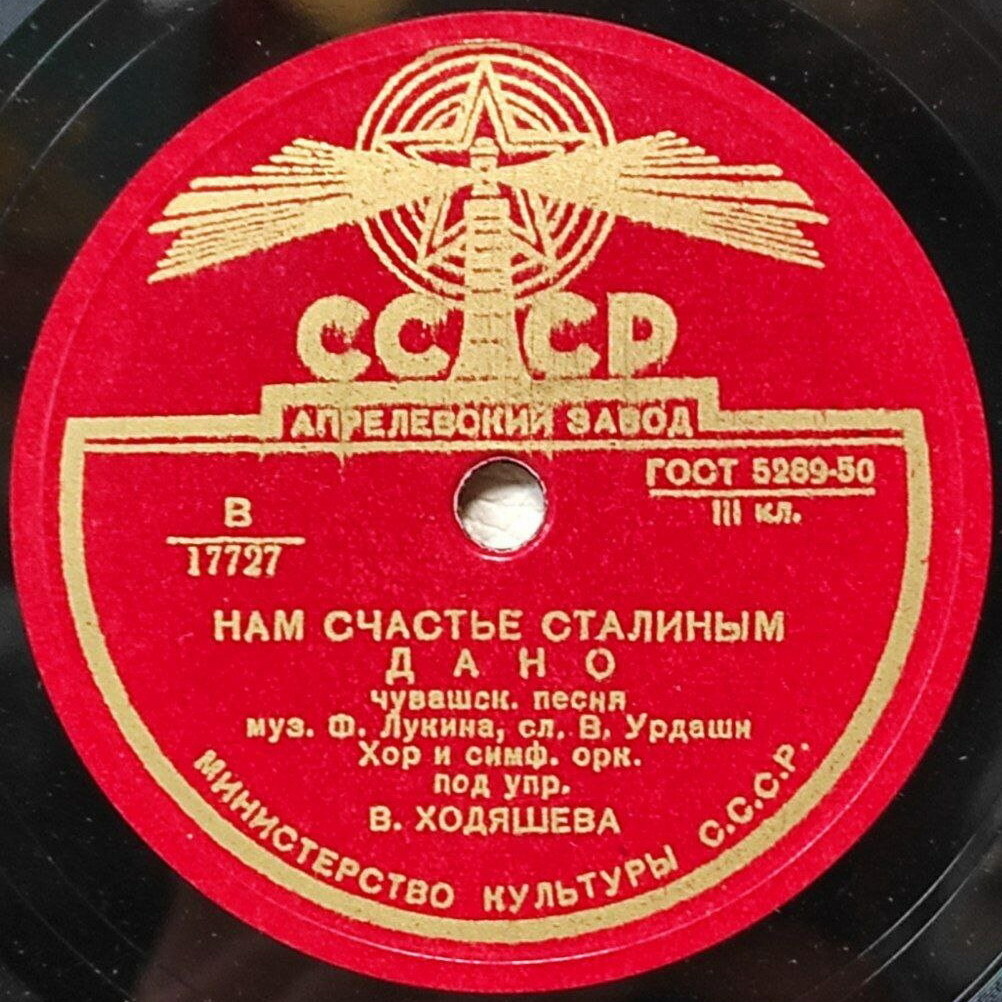 СССР
АПРЕЛЕВСКИЙ ЗАВОД
ГОСТ 5289-50
III кл.
В
17727
НАМ СЧАСТЬЕ СТАЛИНЫМ
ДАНО
чувашск. песня
муз. Ф. Лукина, сл. В. Урдаши
Хор и симф. орк.
под упр.
В. ХОДЯШЕВА
МИНИСТЕРСТВО КУЛЬТУРЫ С.С.С.Р.